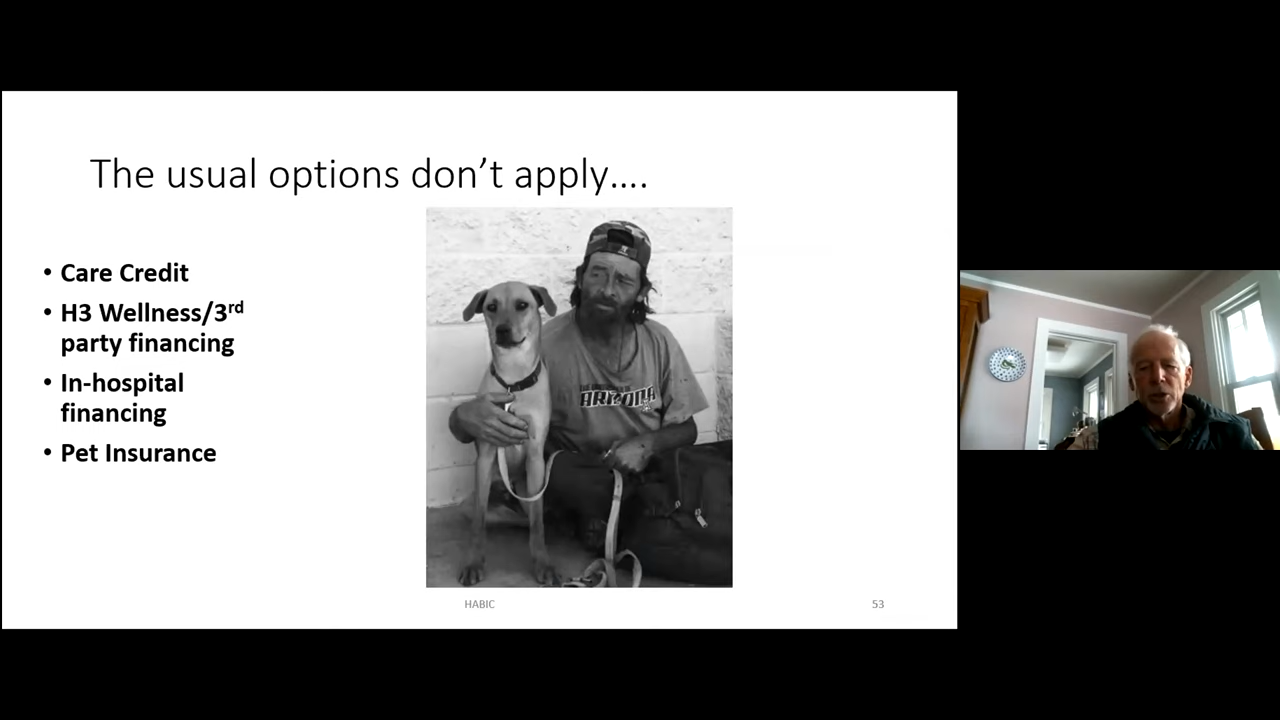 The usual options don’t apply....
• Care Credit
• H3 Wellness/3rd
party financing
• In-hospital
financing
• Pet Insurance
ARIZONA
HABIC
53